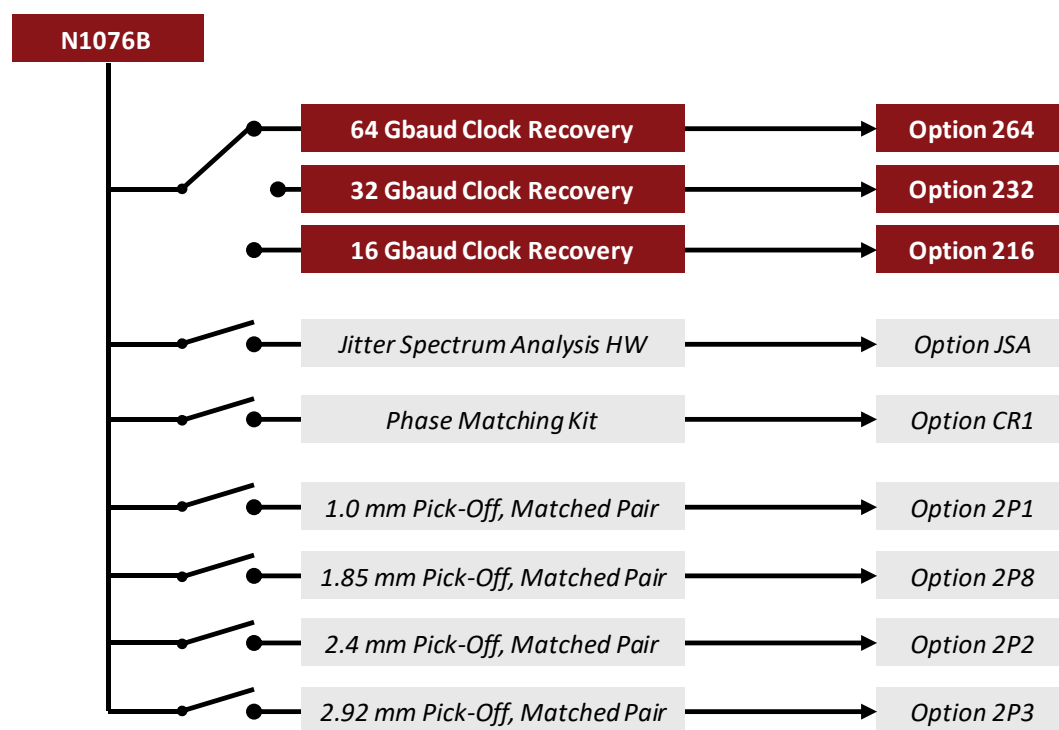 N1076B
64 Gbaud Clock Recovery
Option 264
32 Gbaud Clock Recovery
Option 232
16 Gbaud Clock Recovery
Option 216
Jitter Spectrum Analysis HW
Option JSA
Phase Matching Kit
Option CR1
1.0 mm Pick-Off, Matched Pair
Option 2P1
1.85 mm Pick-Off, Matched Pair
Option 2P8
2.4 mm Pick-Off, Matched Pair
Option 2P2
2.92 mm Pick-Off, Matched Pair
Option 2P3